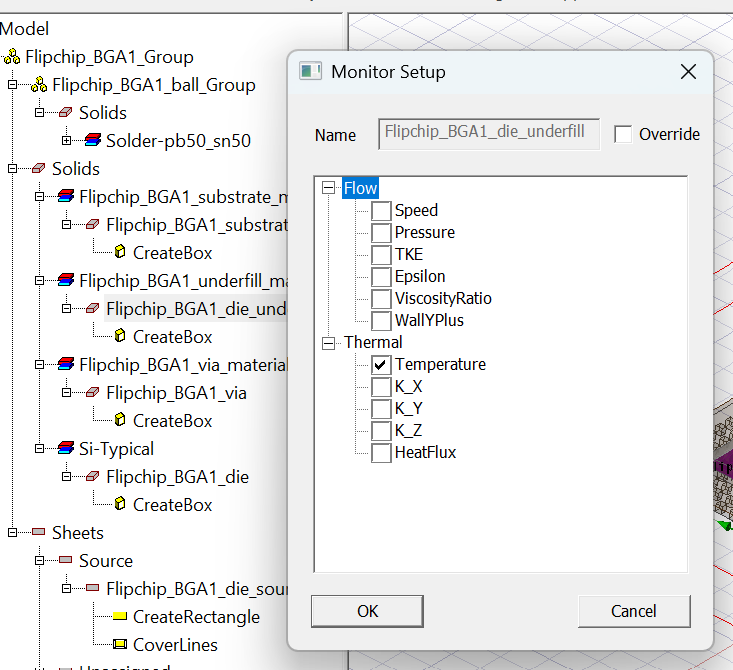 Model
Flipchip_BGA1_Group
Flipchip_BGA1_ball_Group
Solids
Solder-pb50_sn50
Solids
Flipchip_BGA1_substrate_m
Flipchip_BGA1_substrat
CreateBox
Flipchip_BGA1_underfill_ma
Flipchip_BGA1_die_und
CreateBox
Flipchip_BGA1_via_material
Flipchip_BGA1_via
CreateBox
Si-Typical
Flipchip_BGA1_die
CreateBox
Sheets
Source
Flipchip_BGA1_die_sour
CreateRectangle
CoverLines
Monitor Setup
Name
Flipchip_BGA1_die_underfill
Override
Flow
Speed
Pressure
TKE
Epsilon
ViscosityRatio
WallYPlus
Thermal
Temperature
K_X
K_Y
K_Z
HeatFlux
OK
Cancel